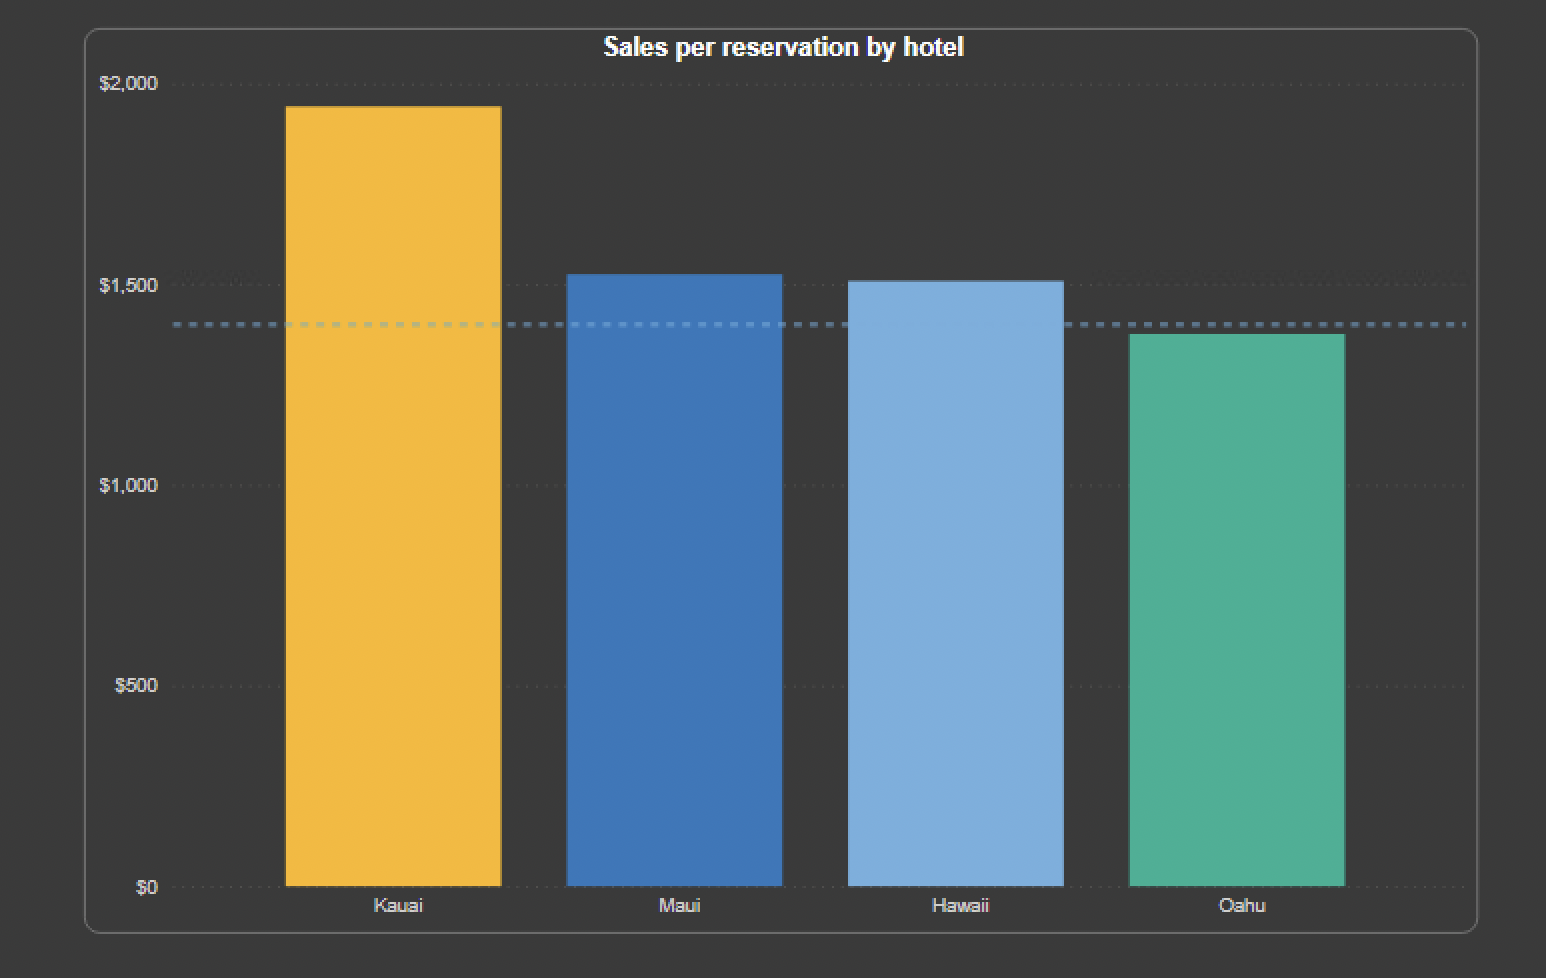 Sales per reservation by hotel
$2,000
$1,500
$1,000
$500
$0
Kauai Maui Hawaii Oahu